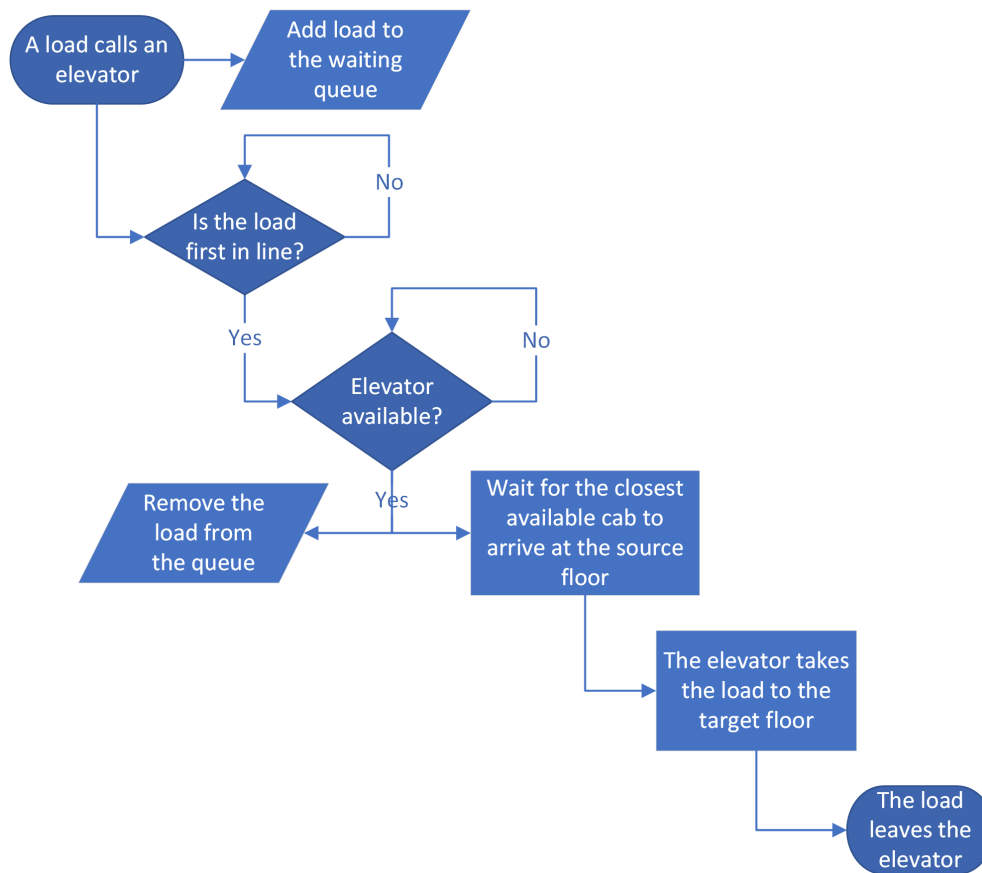 A load calls an
elevator
Add load to
the waiting
queue
No
Is the load
first in line?
Yes
No
Elevator
available?
Yes
Remove the
load from
the queue
Wait for the closest
available cab to
arrive at the source
floor
The elevator takes
the load to the
target floor
The load
leaves the
elevator